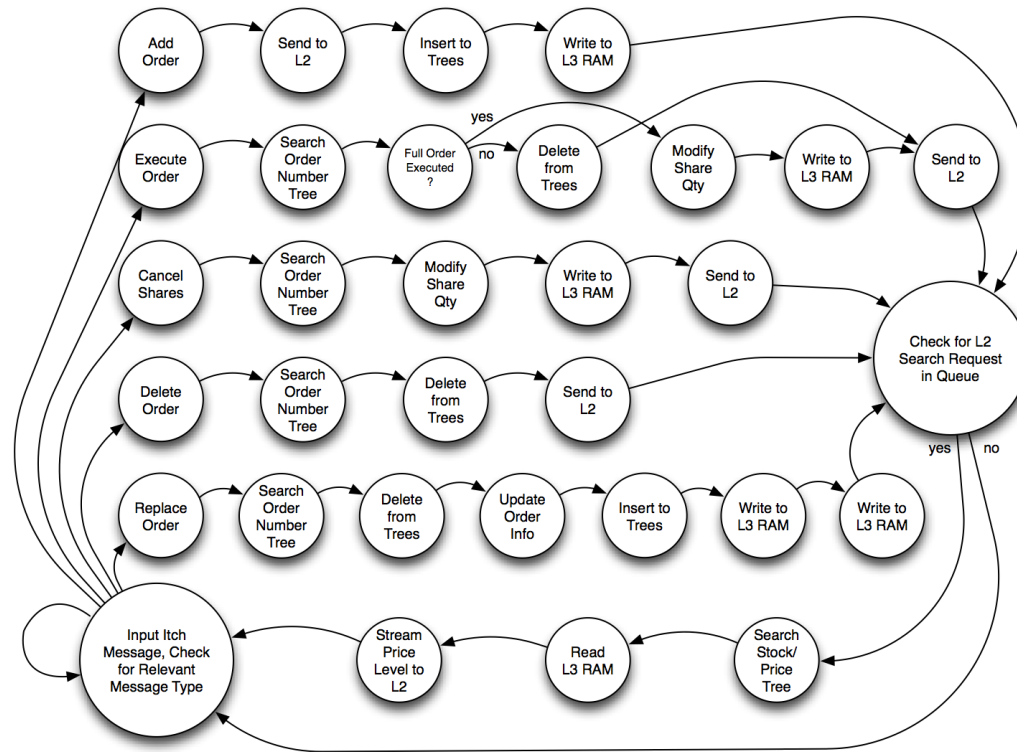 Add
Order
Send to
L2
Insert to
Trees
Write to
L3 RAM
Execute
Order
Search
Order
Number
Tree
Full Order
Executed
?
yes
no
Delete
from
Trees
Modify
Share
Qty
Write to
L3 RAM
Send to
L2
Cancel
Shares
Search
Order
Number
Tree
Modify
Share
Qty
Write to
L3 RAM
Send to
L2
Check for L2
Search Request
in Queue
yes
no
Delete
Order
Search
Order
Number
Tree
Delete
from
Trees
Send to
L2
Replace
Order
Search
Order
Number
Tree
Delete
from
Trees
Update
Order
Info
Insert to
Trees
Write to
L3 RAM
Write to
L3 RAM
Input Itch
Message, Check
for Relevant
Message Type
Stream
Price
Level to
L2
Read
L3 RAM
Search
Stock/
Price
Tree